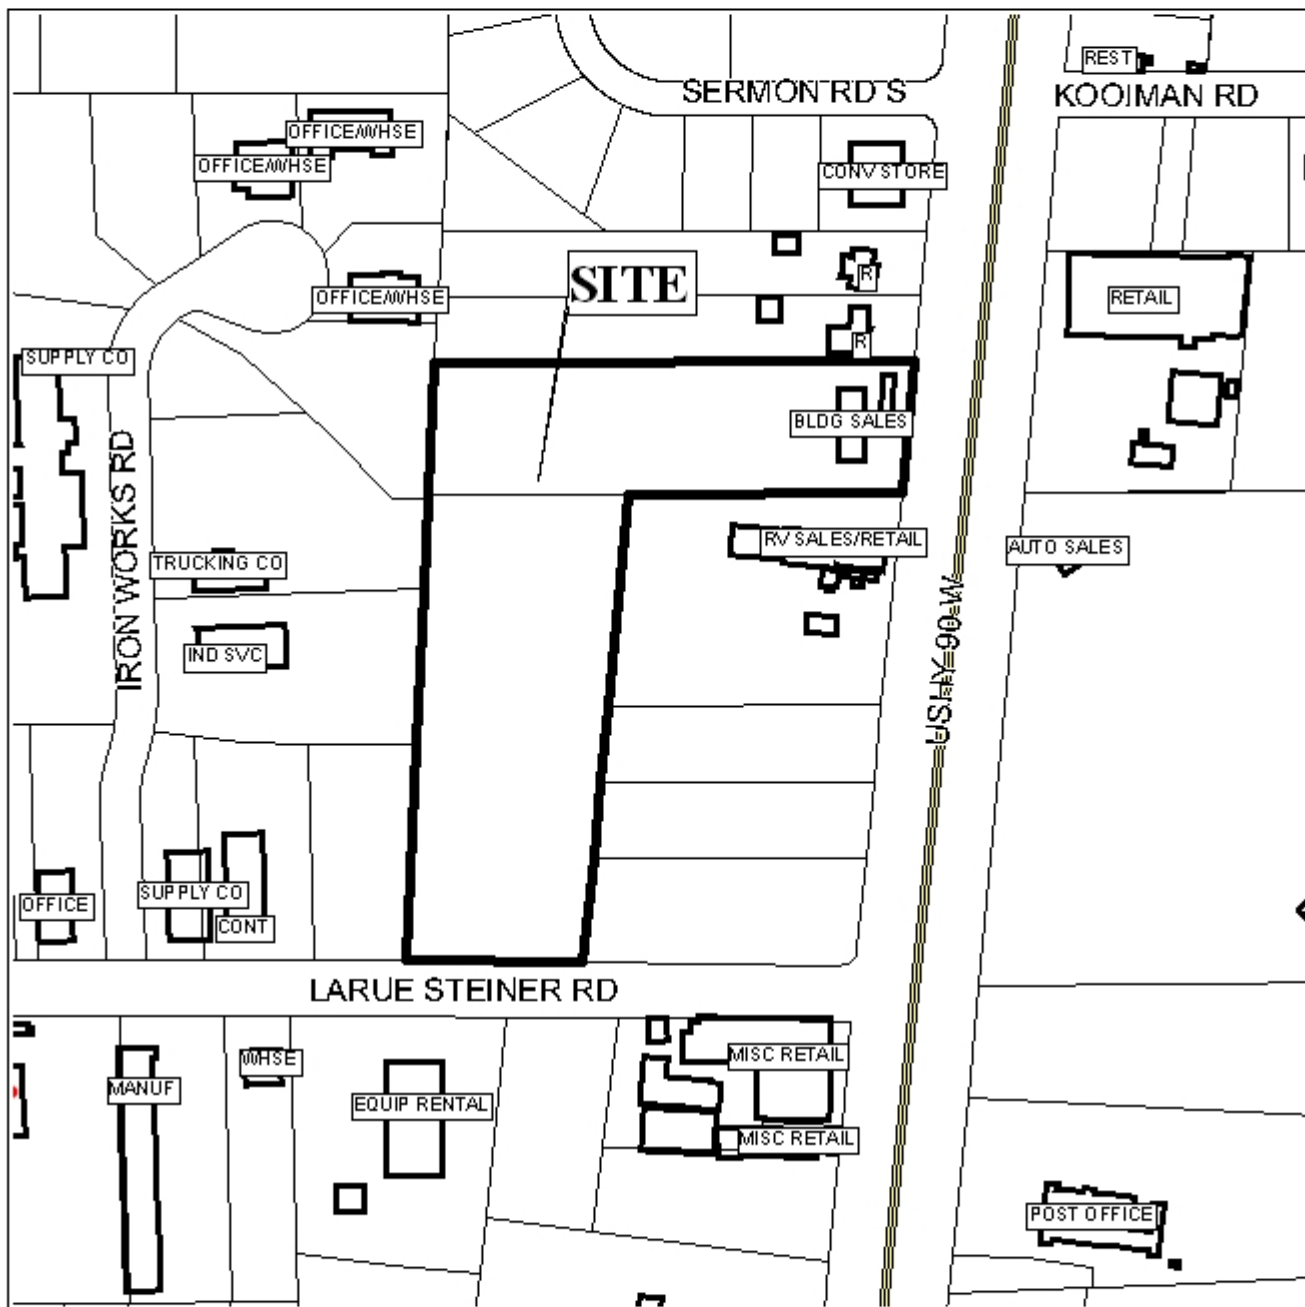 REST
SERMON RD S
KOOIMAN RD
OFFICE/WHSE
OFFICE/WHSE
CONV STORE
SITE
R
OFFICE/WHSE
RETAIL
R
SUPPLY CO
BLDG SALES
IRON WORKS RD
RV SALES/RETAIL
AUTO SALES
TRUCKING CO
US HY 90 W
IND SVC
SUPPLY CO
OFFICE
CONT
LARUE STEINER RD
MISC RETAIL
WHSE
MANUF
EQUIP RENTAL
MISC RETAIL
POST OFFICE